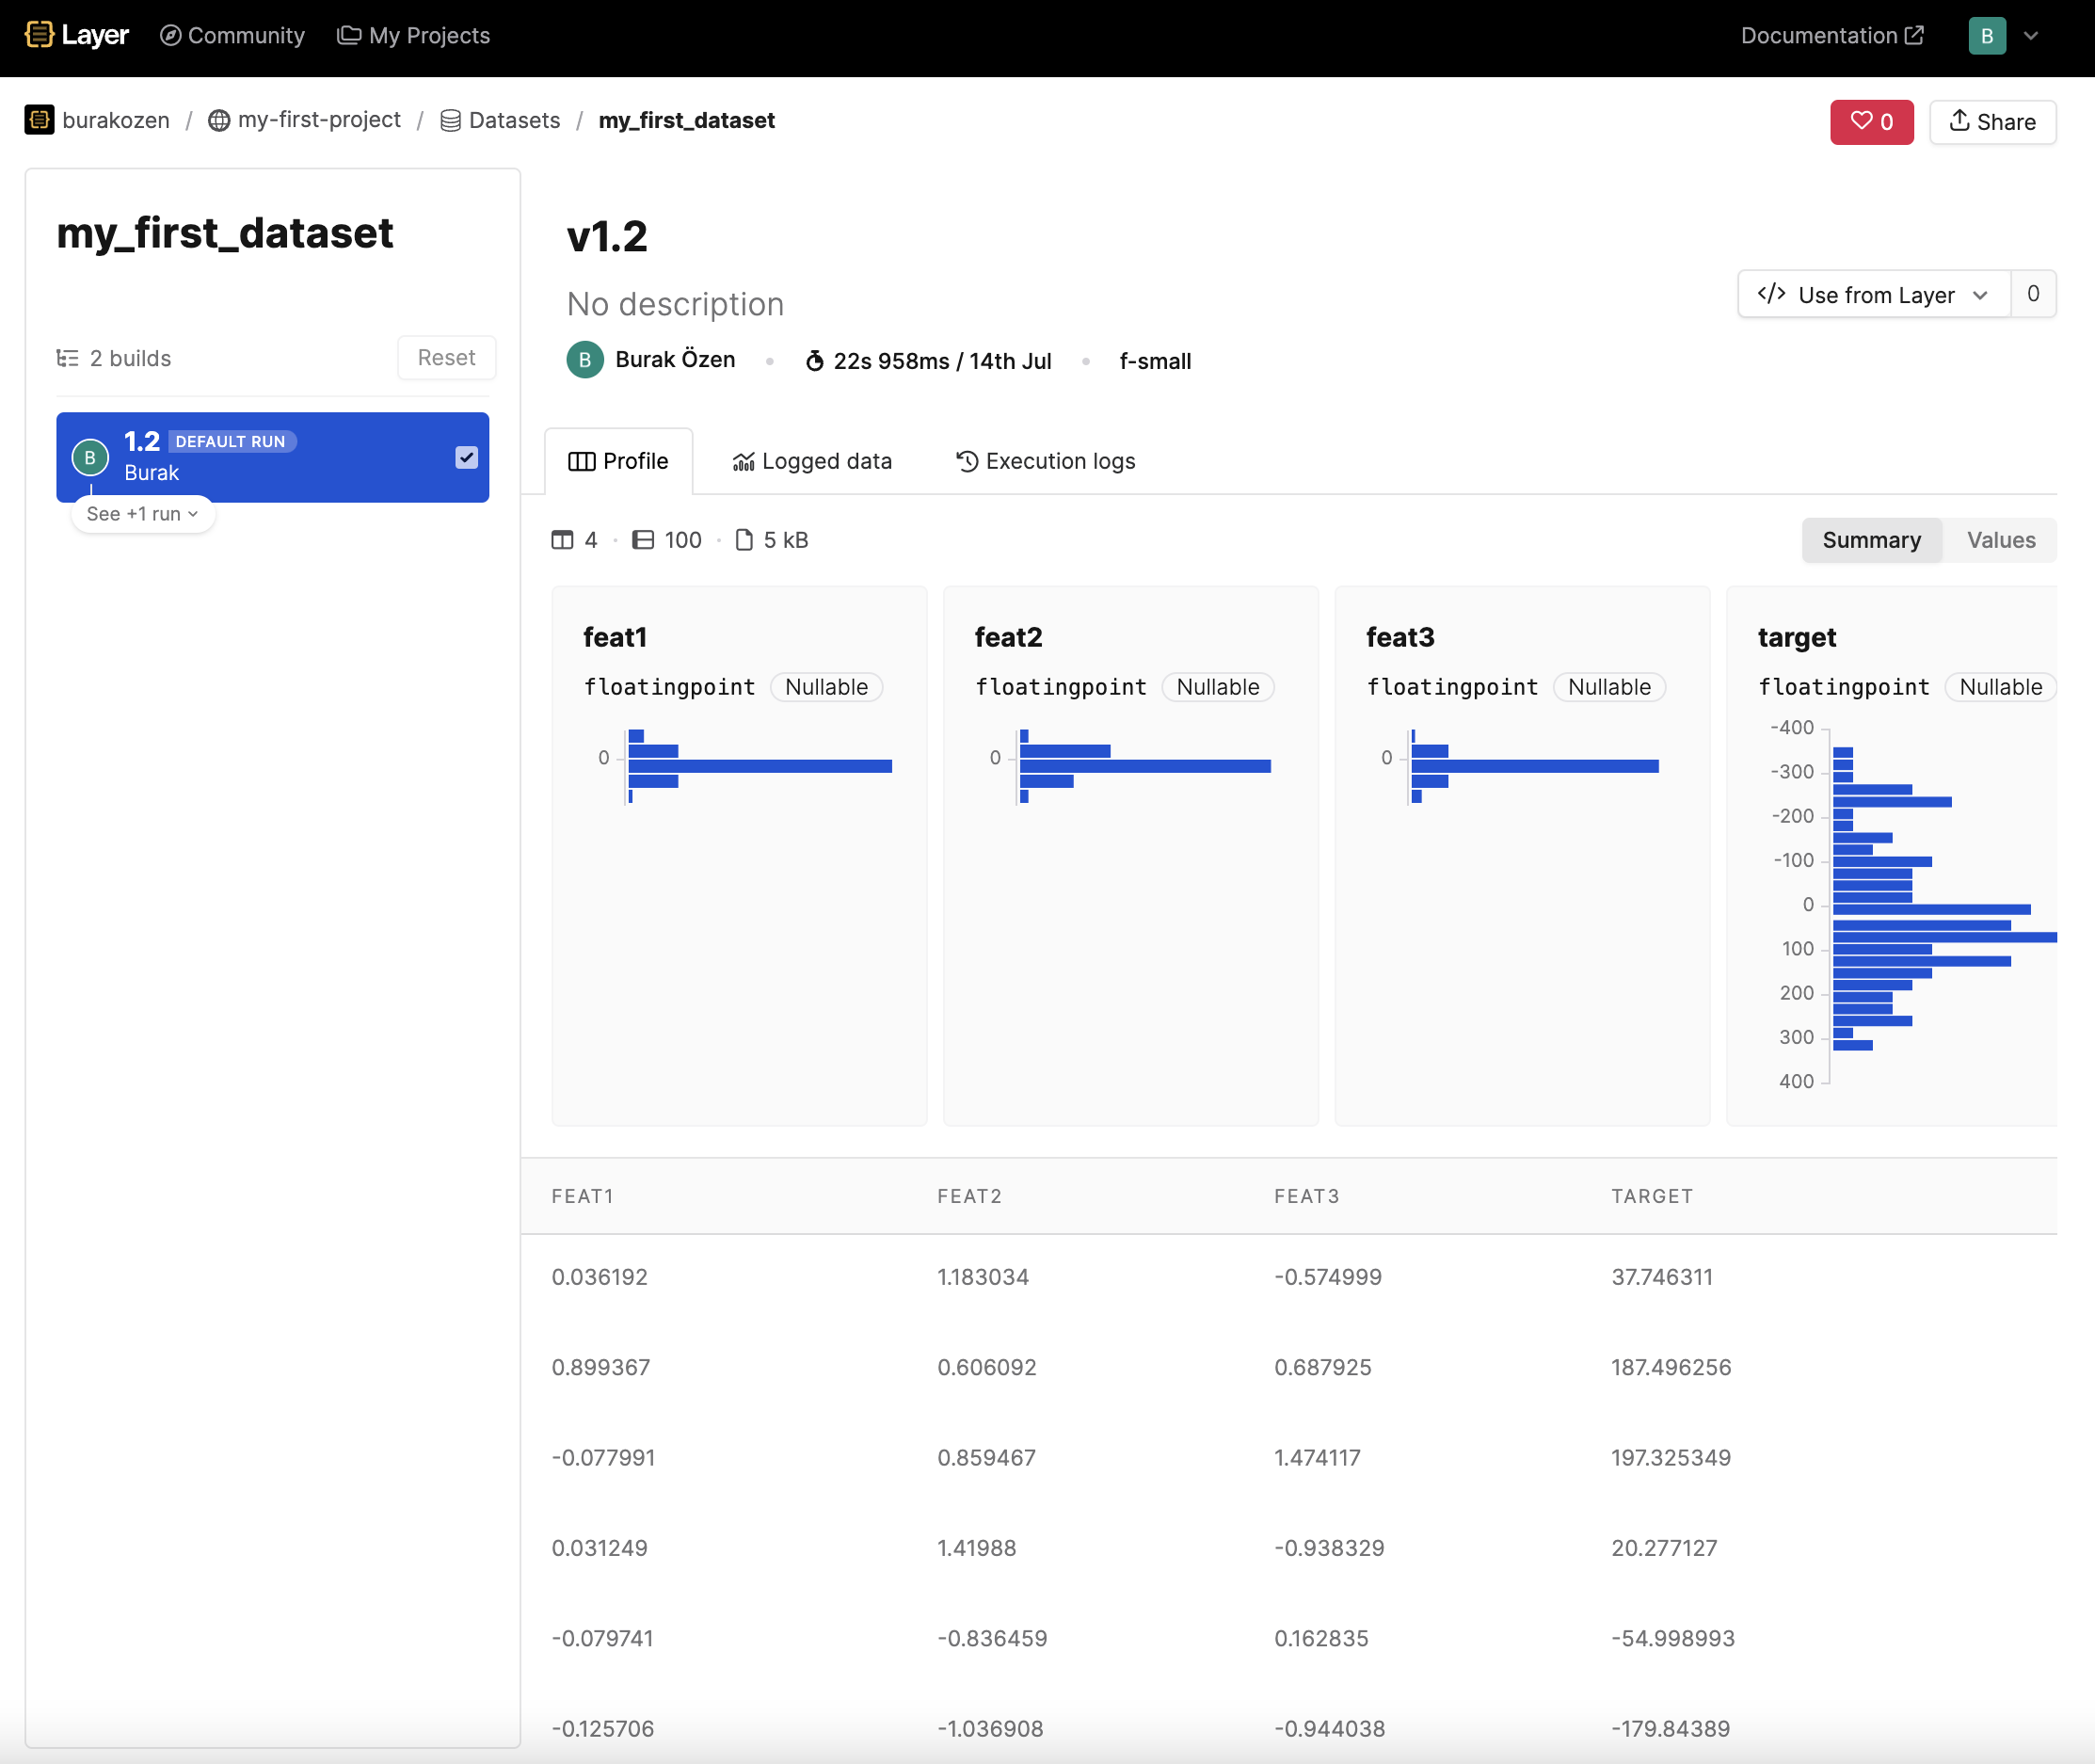 Layer Community My Projects Documentation B
burakozen / my-first-project / Datasets / my_first_dataset
0 Share
my_first_dataset
2 builds Reset
B 1.2 DEFAULT RUN
Burak
See +1 run
v1.2
No description
Use from Layer 0
B Burak Özen • 22s 958ms / 14th Jul • f-small
Profile Logged data Execution logs
4 · 100 · 5 kB
Summary Values
feat1
floatingpoint Nullable
0
feat2
floatingpoint Nullable
0
feat3
floatingpoint Nullable
0
target
floatingpoint Nullable
-400
-300
-200
-100
0
100
200
300
400
FEAT1 FEAT2 FEAT3 TARGET
0.036192 1.183034 -0.574999 37.746311
0.899367 0.606092 0.687925 187.496256
-0.077991 0.859467 1.474117 197.325349
0.031249 1.41988 -0.938329 20.277127
-0.079741 -0.836459 0.162835 -54.998993
-0.125706 -1.036908 -0.944038 -179.84389